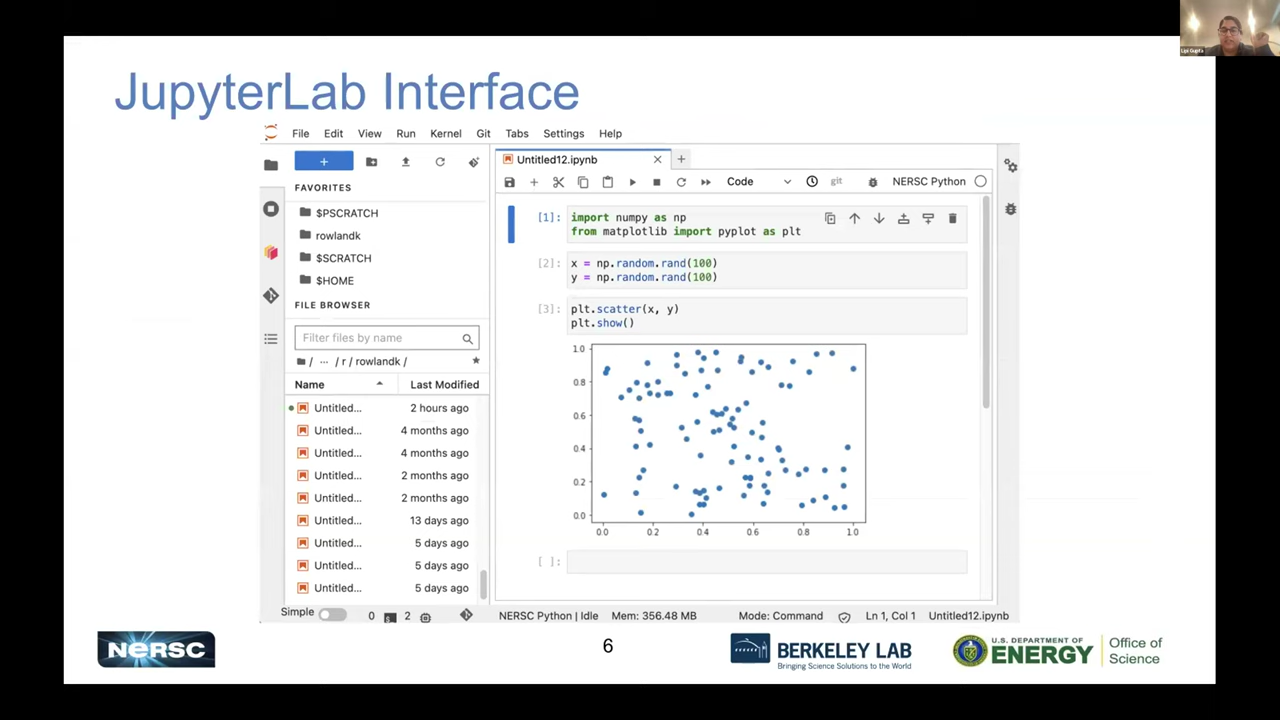 Lipi Gupta
JupyterLab Interface
File Edit View Run Kernel Git Tabs Settings Help
+
FAVORITES
$PSCRATCH
rowlandk
$SCRATCH
$HOME
FILE BROWSER
Filter files by name
/ ... / r / rowlandk /
Name Last Modified
Untitled... 2 hours ago
Untitled... 4 months ago
Untitled... 4 months ago
Untitled... 2 months ago
Untitled... 2 months ago
Untitled... 13 days ago
Untitled... 5 days ago
Untitled... 5 days ago
Untitled... 5 days ago
Untitled12.ipynb
Code git NERSC Python
[1]: import numpy as np
from matplotlib import pyplot as plt
[2]: x = np.random.rand(100)
y = np.random.rand(100)
[3]: plt.scatter(x, y)
plt.show()
1.0
0.8
0.6
0.4
0.2
0.0
0.0 0.2 0.4 0.6 0.8 1.0
[ ]:
Simple 0 2 NERSC Python | Idle Mem: 356.48 MB Mode: Command Ln 1, Col 1 Untitled12.ipynb
NERSC
6
BERKELEY LAB
Bringing Science Solutions to the World
U.S. DEPARTMENT OF
ENERGY
Office of
Science